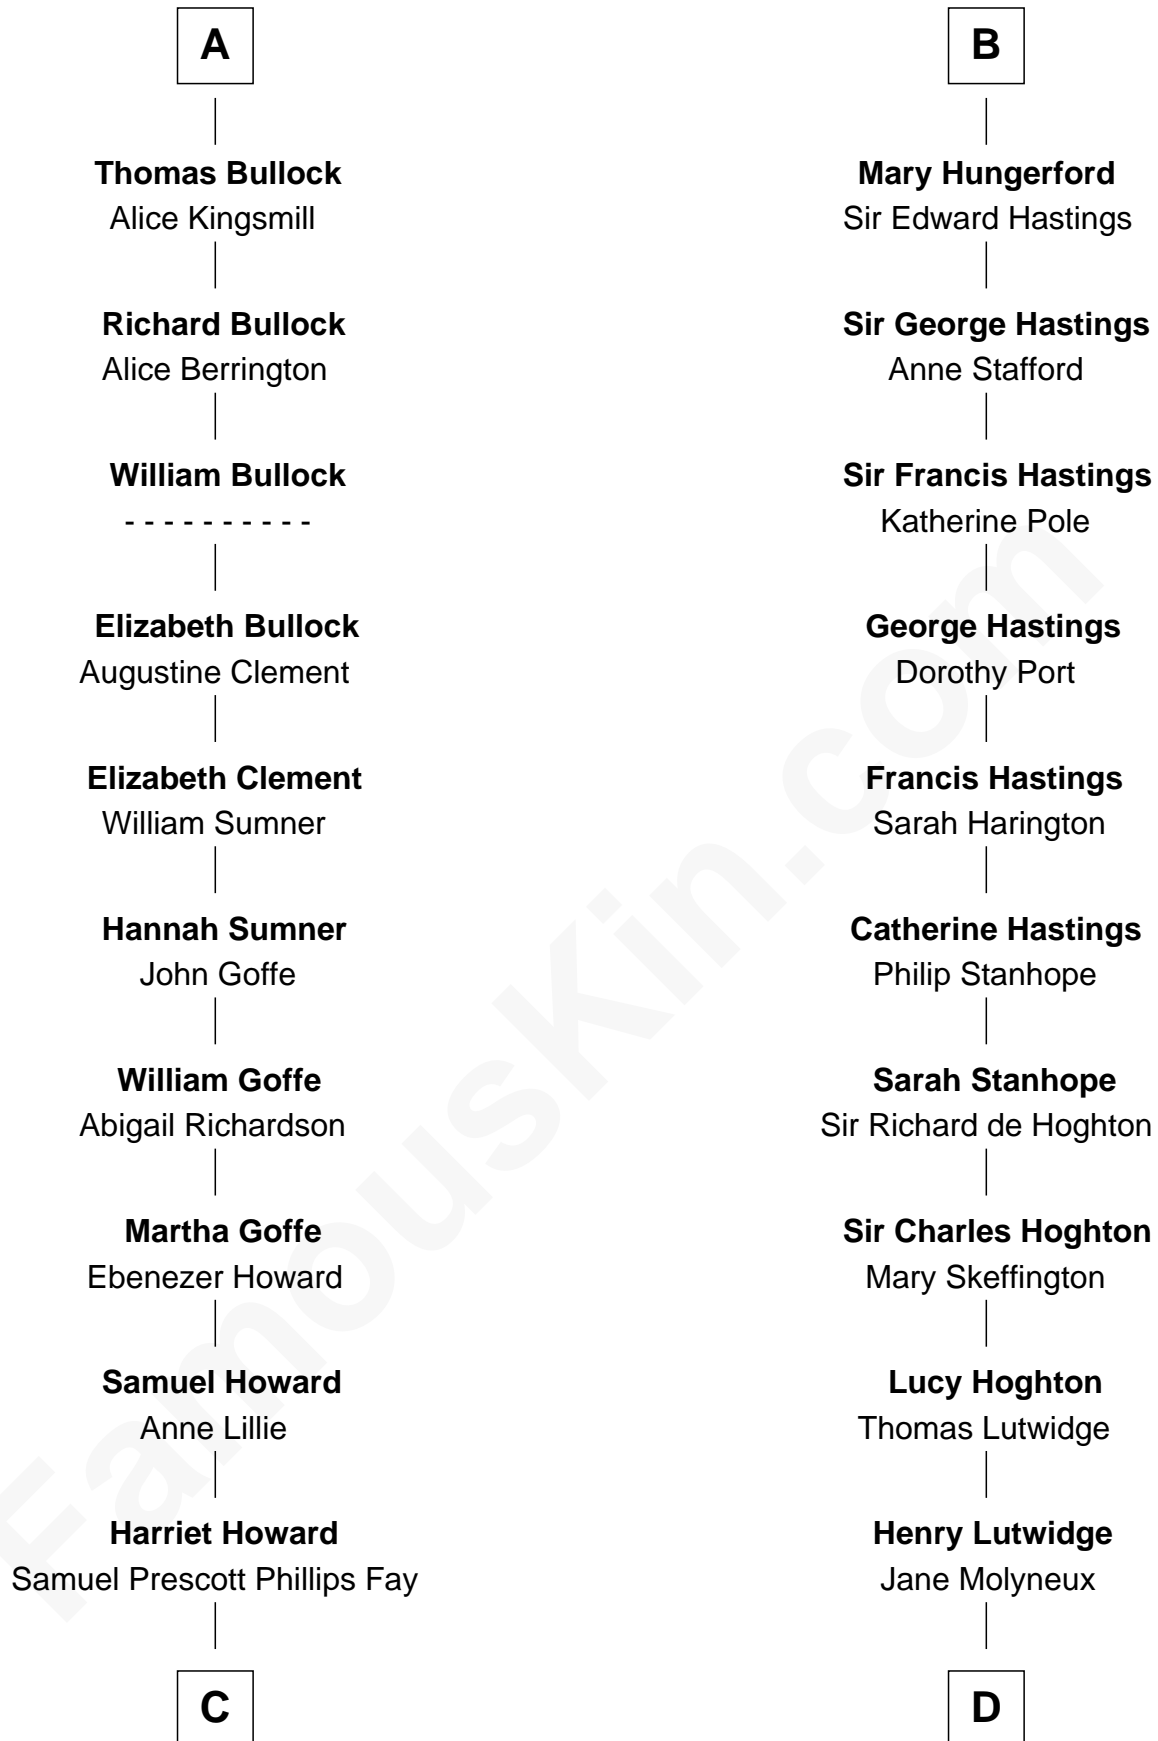 A
Thomas Bullock
Alice Kingsmill
Richard Bullock
Alice Berrington
William Bullock
- - - - - - - - - -
Elizabeth Bullock
Augustine Clement
Elizabeth Clement
William Sumner
Hannah Sumner
John Goffe
William Goffe
Abigail Richardson
Martha Goffe
Ebenezer Howard
Samuel Howard
Anne Lillie
Harriet Howard
Samuel Prescott Phillips Fay
C
B
Mary Hungerford
Sir Edward Hastings
Sir George Hastings
Anne Stafford
Sir Francis Hastings
Katherine Pole
George Hastings
Dorothy Port
Francis Hastings
Sarah Harington
Catherine Hastings
Philip Stanhope
Sarah Stanhope
Sir Richard de Hoghton
Sir Charles Hoghton
Mary Skeffington
Lucy Hoghton
Thomas Lutwidge
Henry Lutwidge
Jane Molyneux
D
FamousKin.com